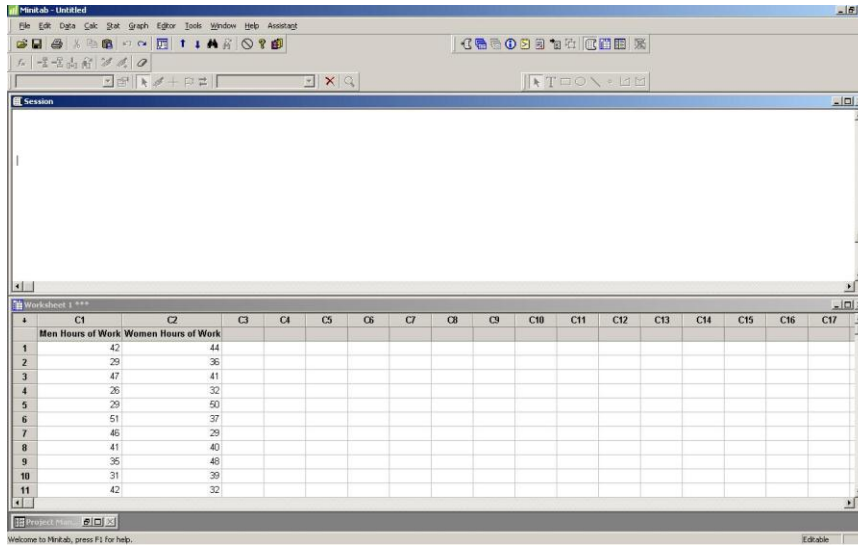 Minitab - Untitled
File Edit Data Calc Stat Graph Editor Tools Window Help Assistant
Session
Worksheet 1 ***
C1 C2 C3 C4 C5 C6 C7 C8 C9 C10 C11 C12 C13 C14 C15 C16 C17
Men Hours of Work Women Hours of Work
1 42 44
2 29 36
3 47 41
4 26 32
5 29 50
6 51 37
7 46 29
8 41 40
9 35 48
10 31 39
11 42 32
Project
Welcome to Minitab, press F1 for help.
Editable